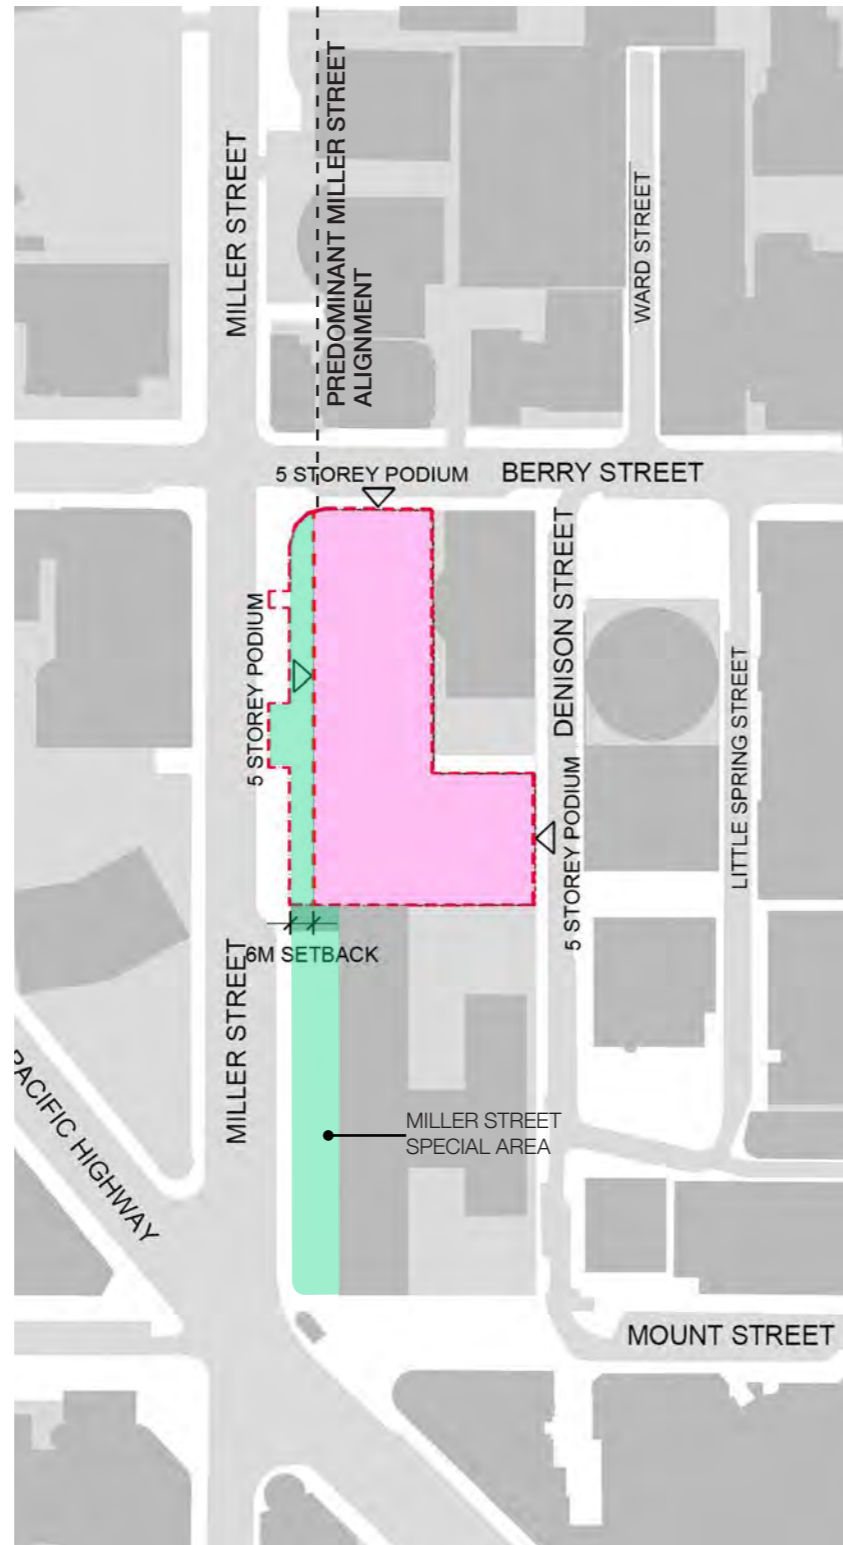 MILLER STREET
PREDOMINANT MILLER STREET
ALIGNMENT
WARD STREET
5 STOREY PODIUM
BERRY STREET
5 STOREY PODIUM
DENISON STREET
5 STOREY PODIUM
LITTLE SPRING STREET
6M SETBACK
MILLER STREET
MILLER STREET
SPECIAL AREA
PACIFIC HIGHWAY
MOUNT STREET